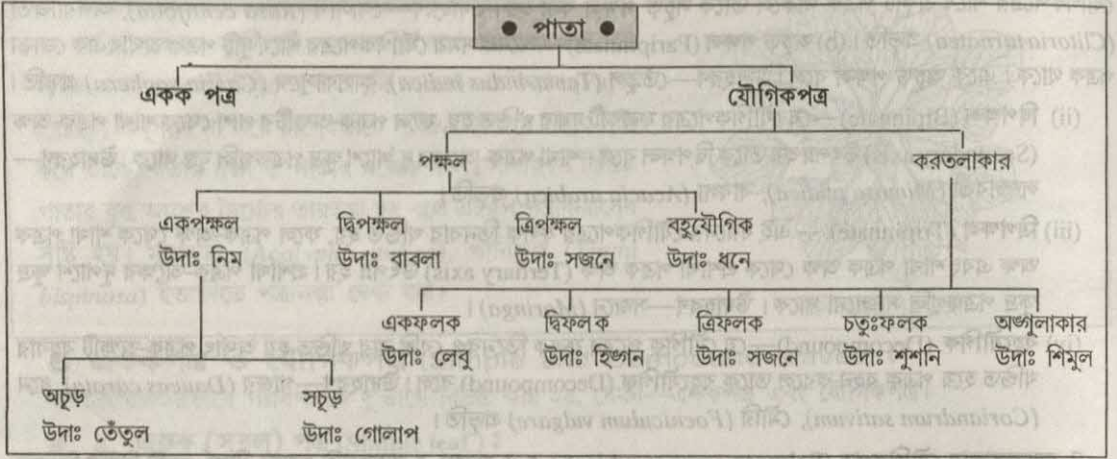 • পাতা •
একক পত্র যৌগিকপত্র
পক্ষল করতলাকার
একপক্ষল দ্বিপক্ষল ত্রিপক্ষল বহুযৌগিক
উদাঃ নিম উদাঃ বাবলা উদাঃ সজনে উদাঃ ধনে
একফলক দ্বিফলক ত্রিফলক চতুঃফলক অঙ্গুলাকার
উদাঃ লেবু উদাঃ হিঙ্গন উদাঃ সজনে উদাঃ শুশনি উদাঃ শিমুল
অচূড় সচূড়
উদাঃ তেঁতুল উদাঃ গোলাপ